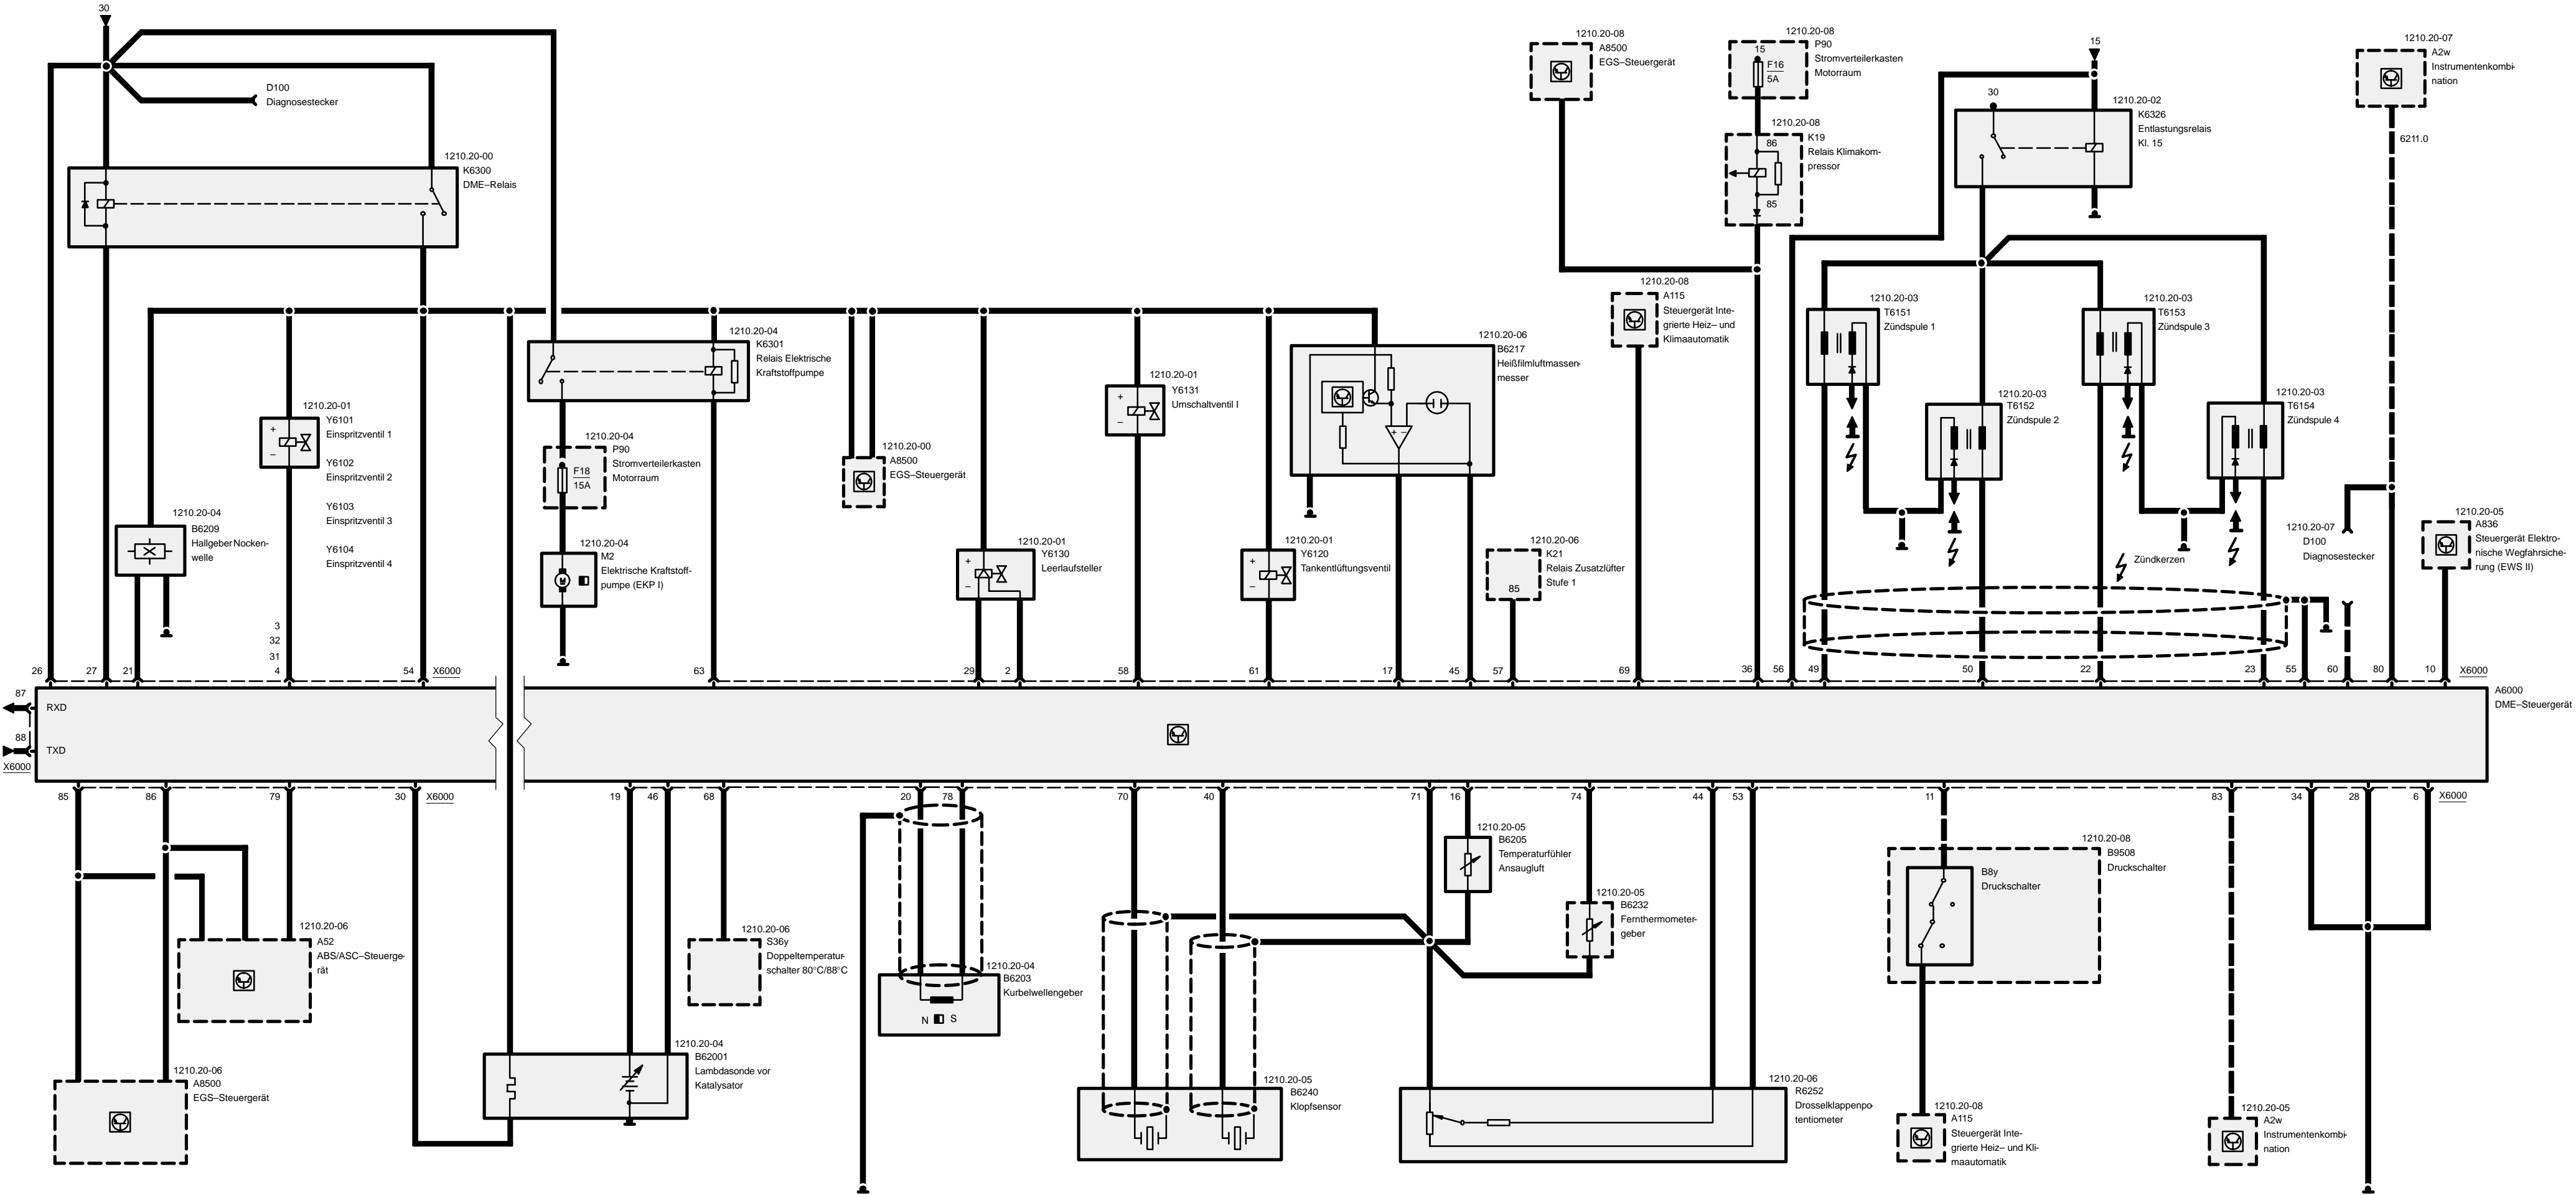 30
D100
Diagnosestecker
1210.20-00
K6300
DME–Relais
1210.20-08
A8500
EGS–Steuergerät
1210.20-08
P90
Stromverteilerkasten
Motorraum
15
F16
5A
1210.20-08
K19
Relais Klimakom-
pressor
86
85
15
30
1210.20-02
K6326
Entlastungsrelais
Kl. 15
1210.20-07
A2w
Instrumentenkombi-
nation
6211.0
1210.20-04
K6301
Relais Elektrische
Kraftstoffpumpe
1210.20-06
B6217
Heißfilmluftmassen-
messer
+ –
1210.20-08
A115
Steuergerät Inte-
grierte Heiz– und
Klimaautomatik
1210.20-03
T6151
Zündspule 1
1210.20-03
T6153
Zündspule 3
1210.20-03
T6152
Zündspule 2
1210.20-03
T6154
Zündspule 4
1210.20-01
Y6101
Einspritzventil 1
Y6102
Einspritzventil 2
Y6103
Einspritzventil 3
Y6104
Einspritzventil 4
+
–
1210.20-04
P90
Stromverteilerkasten
Motorraum
F18
15A
1210.20-00
A8500
EGS–Steuergerät
1210.20-01
Y6131
Umschaltventil I
+
–
1210.20-04
B6209
Hallgeber Nocken-
welle
1210.20-04
M2
Elektrische Kraftstoff-
pumpe (EKP I)
M
1210.20-01
Y6130
Leerlaufsteller
+
–
1210.20-01
Y6120
Tankentlüftungsventil
+
–
1210.20-06
K21
Relais Zusatzlüfter
Stufe 1
85
Zündkerzen
1210.20-07
D100
Diagnosestecker
1210.20-05
A836
Steuergerät Elektro-
nische Wegfahrsiche-
rung (EWS II)
3
32
31
26 27 21 4 54 X6000 63 29 2 58 61 17 45 57 69 36 56 49 50 22 23 55 60 80 10 X6000
87
RXD
88
TXD
X6000
A6000
DME–Steuergerät
85 86 79 30 X6000 19 46 68 20 78 70 40 71 16 74 44 53 11 83 34 28 6 X6000
1210.20-06
A52
ABS/ASC–Steuerge-
rät
1210.20-06
A8500
EGS–Steuergerät
1210.20-04
B62001
Lambdasonde vor
Katalysator
1210.20-06
S36y
Doppeltemperatur-
schalter 80°C/88°C
1210.20-04
B6203
Kurbelwellengeber
N S
1210.20-05
B6240
Klopfsensor
1210.20-05
B6205
Temperaturfühler
Ansaugluft
1210.20-05
B6232
Fernthermometer-
geber
1210.20-06
R6252
Drosselklappenpo-
tentiometer
1210.20-08
B9508
Druckschalter
B8y
Druckschalter
1210.20-08
A115
Steuergerät Inte-
grierte Heiz– und Kli-
maautomatik
1210.20-05
A2w
Instrumentenkombi-
nation